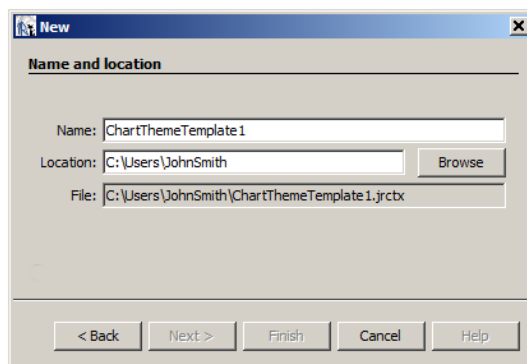 New
Name and location
Name: ChartThemeTemplate1
Location: C:\Users\JohnSmith Browse
File: C:\Users\JohnSmith\ChartThemeTemplate1.jrctx
< Back Next > Finish Cancel Help